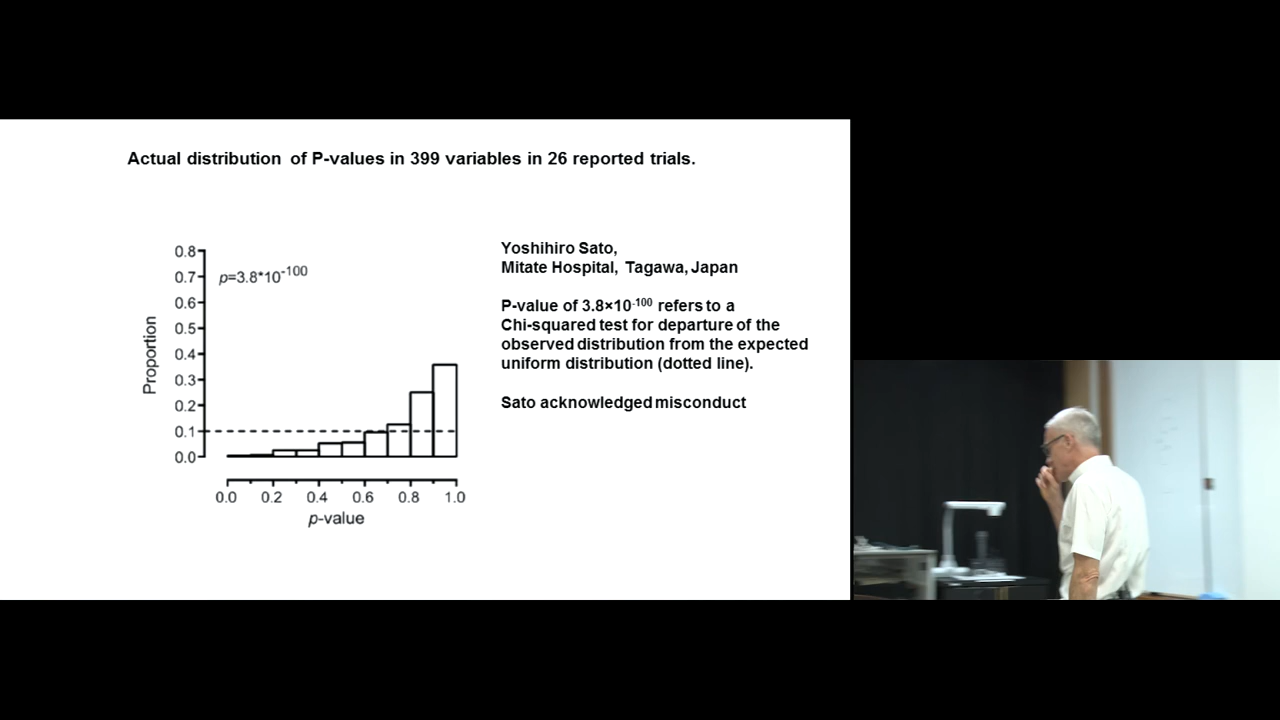 Actual distribution of P-values in 399 variables in 26 reported trials.
0.8
0.7
0.6
0.5
0.4
0.3
0.2
0.1
0.0
Proportion
p=3.8*10-100
0.0 0.2 0.4 0.6 0.8 1.0
p-value
Yoshihiro Sato,
Mitate Hospital, Tagawa, Japan
P-value of 3.8×10-100 refers to a
Chi-squared test for departure of the
observed distribution from the expected
uniform distribution (dotted line).
Sato acknowledged misconduct